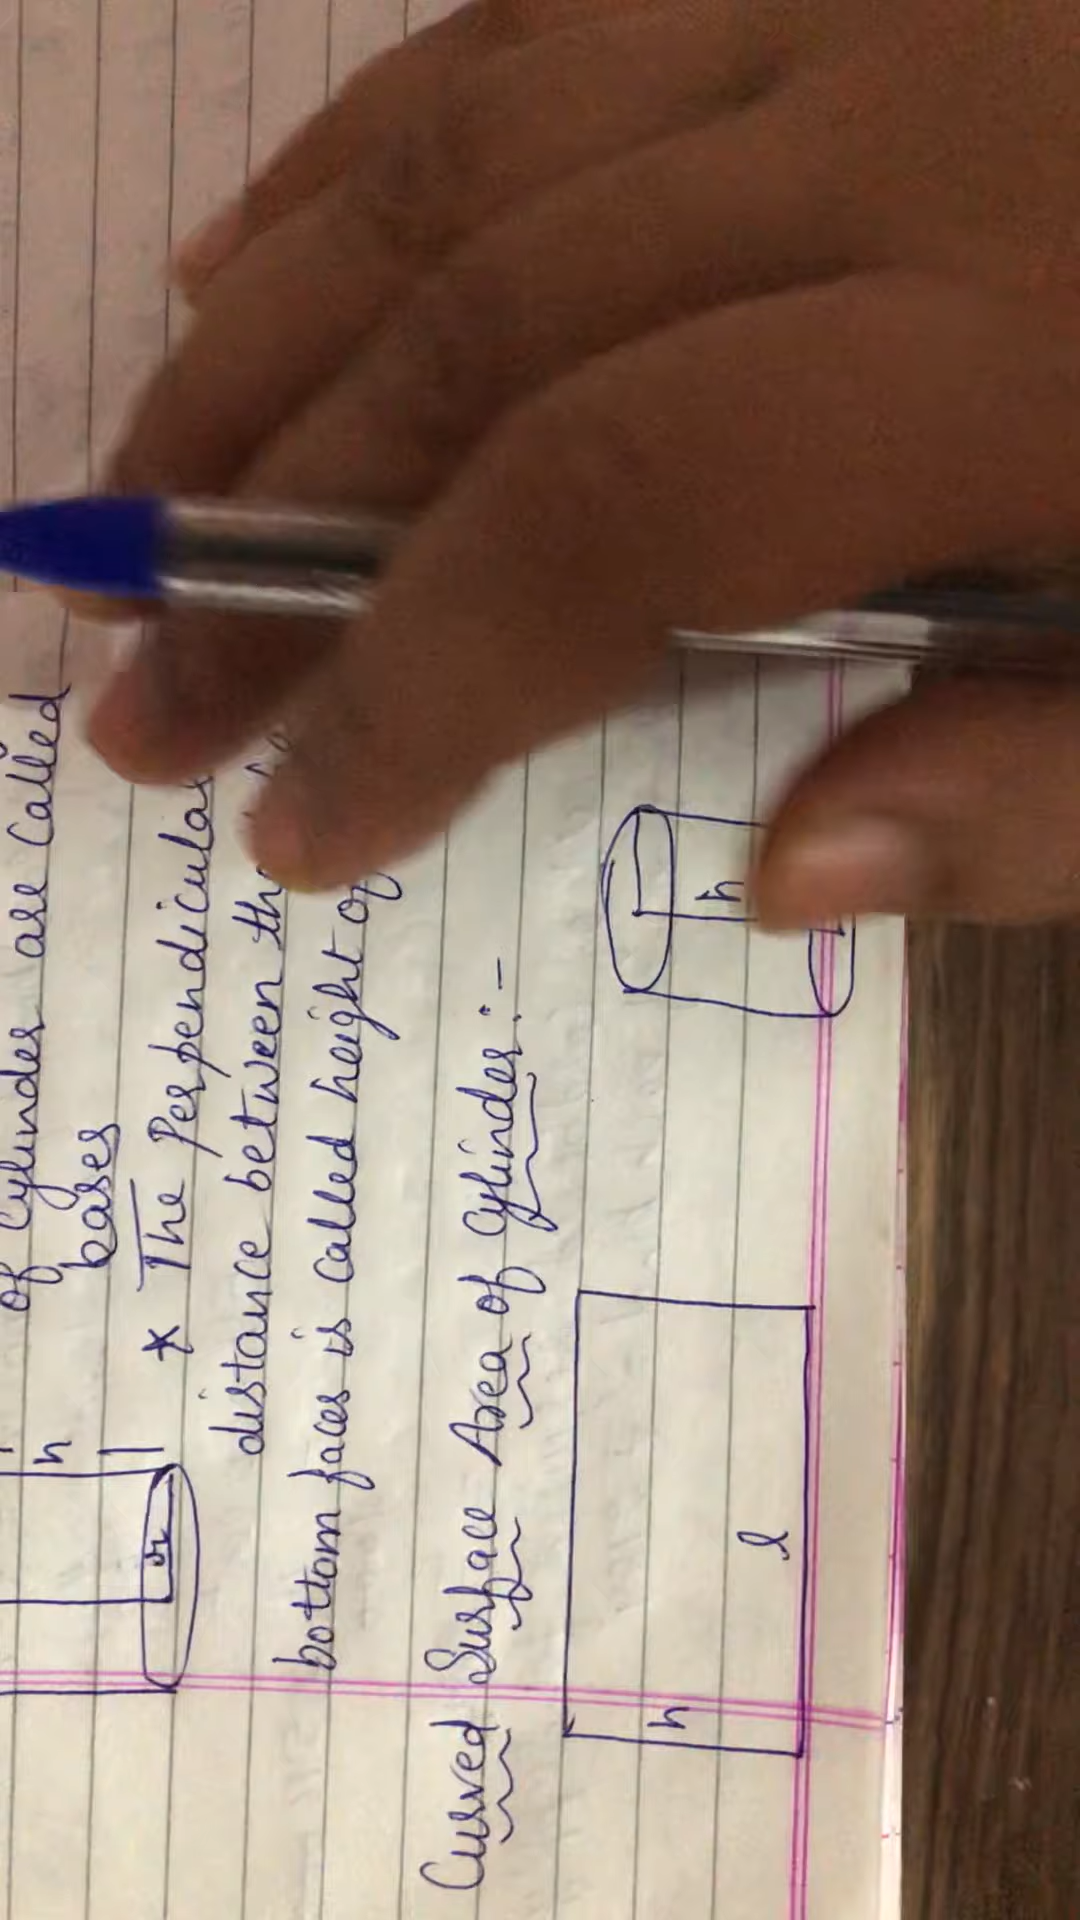 of Cylinder are Called
bases
h
r
* The Perpendicular
distance between the
bottom faces is called height of
Curved Surface Area of Cylinder :-
h
l
h